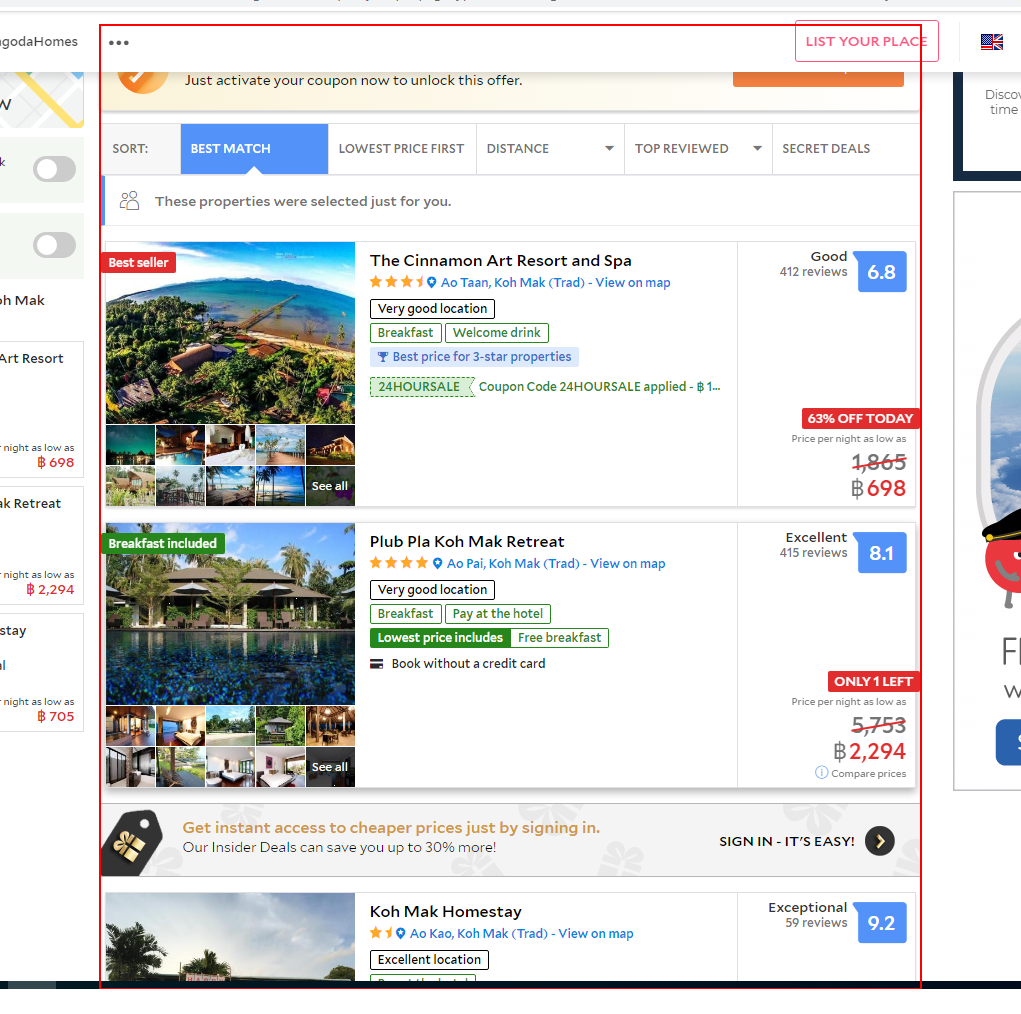 agodaHomes
•••
LIST YOUR PLACE
Just activate your coupon now to unlock this offer.
SORT:
BEST MATCH
LOWEST PRICE FIRST
DISTANCE
TOP REVIEWED
SECRET DEALS
These properties were selected just for you.
Best seller
The Cinnamon Art Resort and Spa
Ao Taan, Koh Mak (Trad) - View on map
Very good location
Breakfast
Welcome drink
Best price for 3-star properties
24HOURSALE
Coupon Code 24HOURSALE applied - ฿ 1...
See all
Good
412 reviews
6.8
63% OFF TODAY
Price per night as low as
1,865
฿ 698
Breakfast included
Plub Pla Koh Mak Retreat
Ao Pai, Koh Mak (Trad) - View on map
Very good location
Breakfast
Pay at the hotel
Lowest price includes
Free breakfast
Book without a credit card
See all
Excellent
415 reviews
8.1
ONLY 1 LEFT
Price per night as low as
5,753
฿ 2,294
Compare prices
Get instant access to cheaper prices just by signing in.
Our Insider Deals can save you up to 30% more!
SIGN IN - IT'S EASY!
Koh Mak Homestay
Ao Kao, Koh Mak (Trad) - View on map
Excellent location
Exceptional
59 reviews
9.2
oh Mak
Art Resort
night as low as
฿ 698
ak Retreat
night as low as
฿ 2,294
stay
night as low as
฿ 705
Discov
time